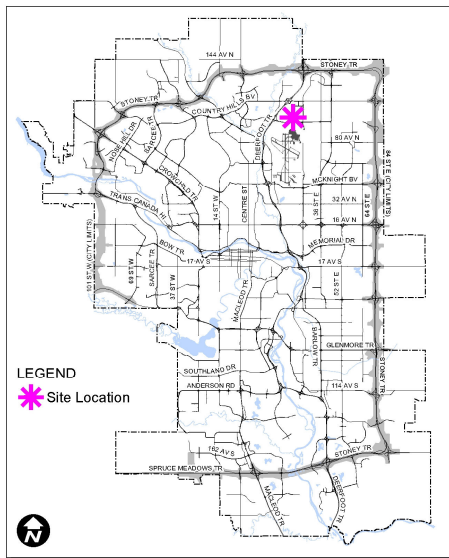 144 AV N
STONEY TR
STONEY TR
COUNTRY HILLS BV
DEERFOOT TR
NOSE HILL DR
SARCEE TR
CROWCHILD TR
80 AV N
84 ST E (CITY LIMITS)
MCKNIGHT BV
TRANS CANADA HI
14 ST W
CENTRE ST
36 ST E
32 AV N
16 AV N
64 ST E
101 ST W (CITY LIMITS)
BOW TR
MEMORIAL DR
17 AV S
17 AV S
69 ST W
SARCEE TR
37 ST W
52 ST E
MACLEOD TR
BARLOW TR
GLENMORE TR
STONEY TR
SOUTHLAND DR
LEGEND
Site Location
ANDERSON RD
114 AV S
162 AV S
STONEY TR
SPRUCE MEADOWS TR
MACLEOD TR
DEERFOOT TR
N